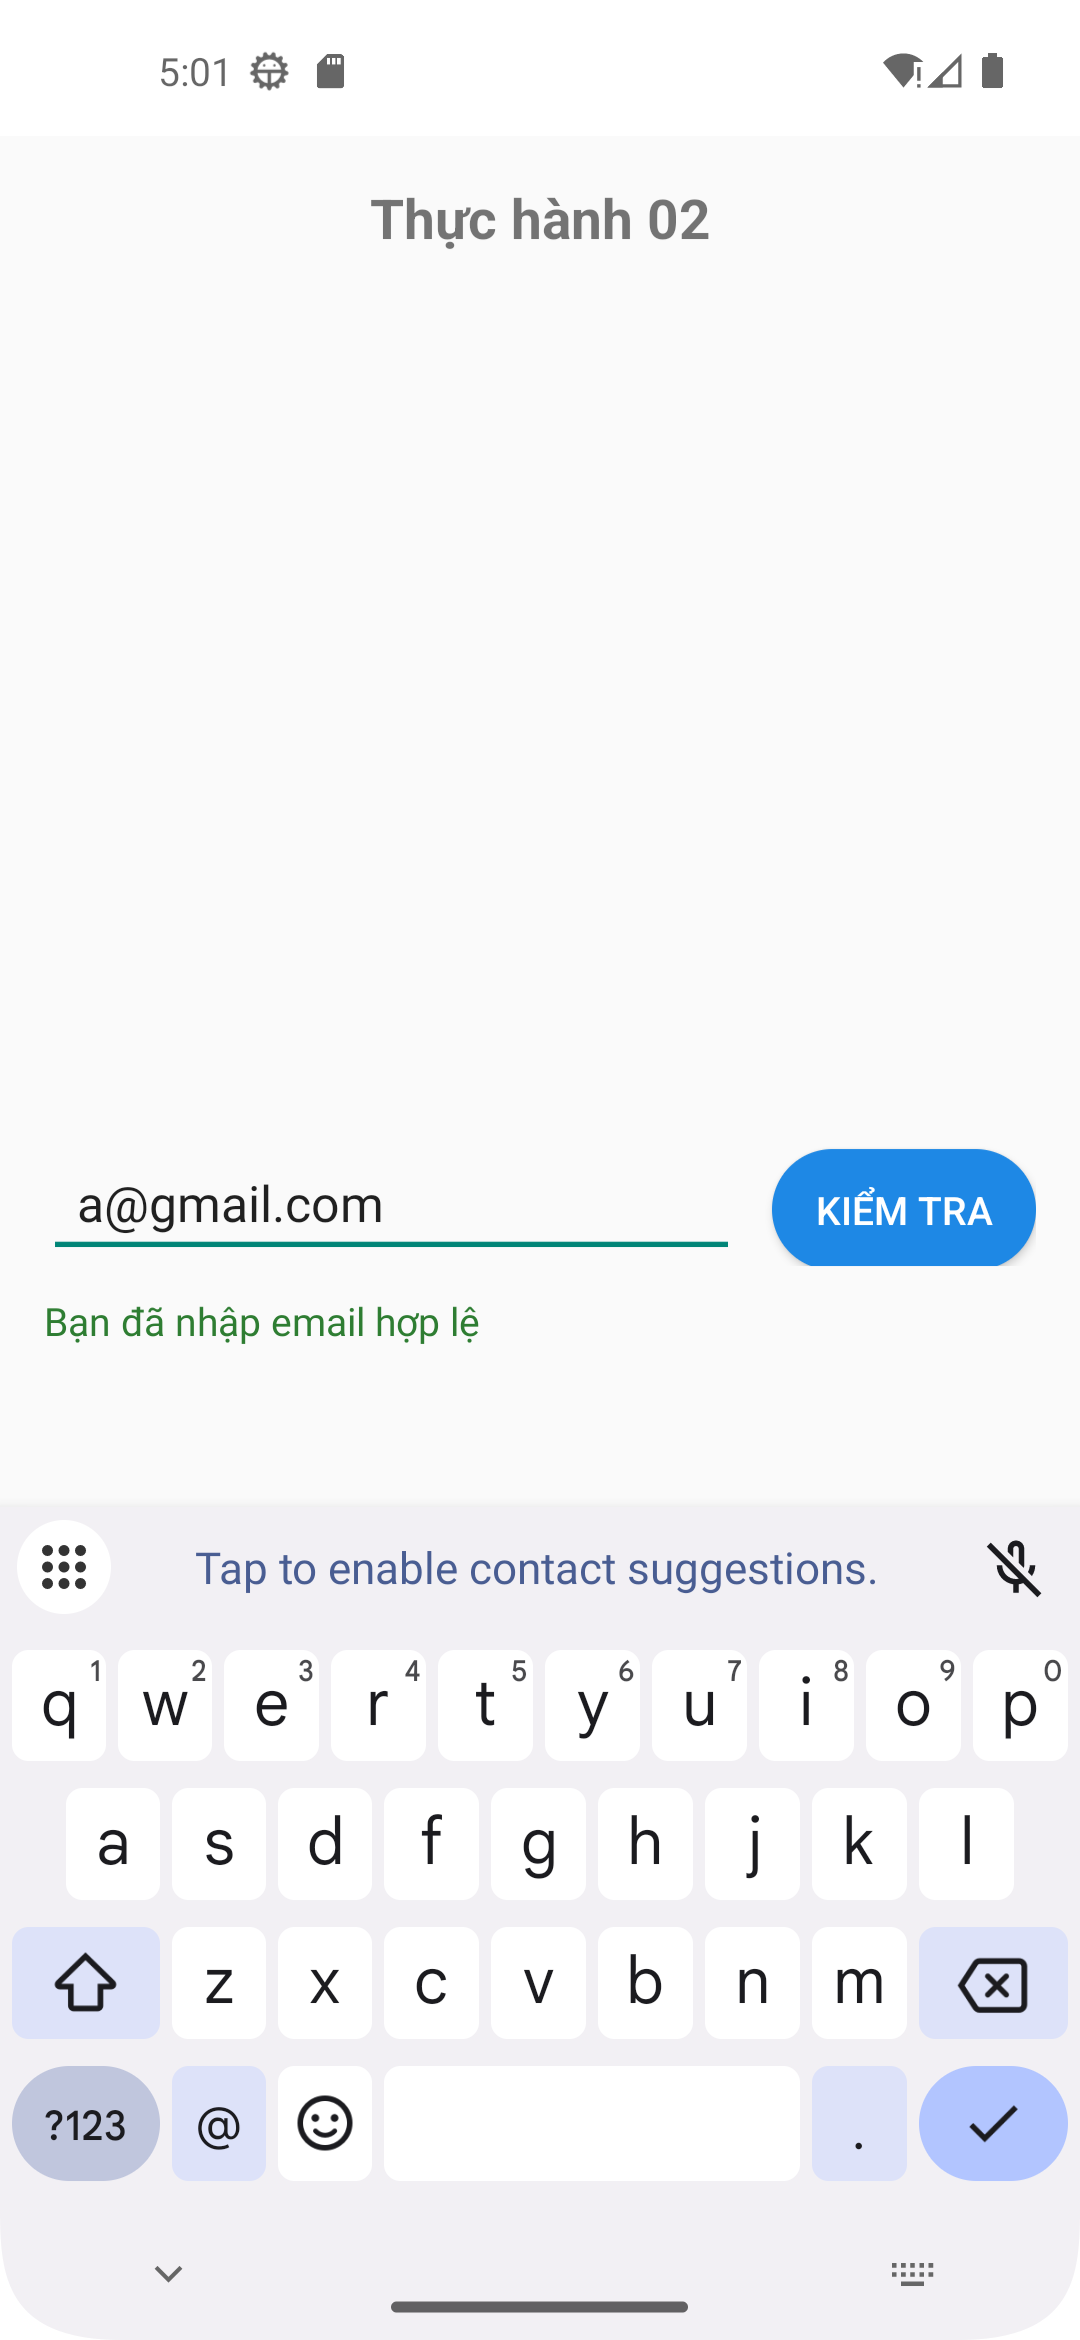 5:01
Thực hành 02
a@gmail.com
KIỂM TRA
Bạn đã nhập email hợp lệ
Tap to enable contact suggestions.
q 1 w 2 e 3 r 4 t 5 y 6 u 7 i 8 o 9 p 0
a s d f g h j k l
z x c v b n m
?123 @ .